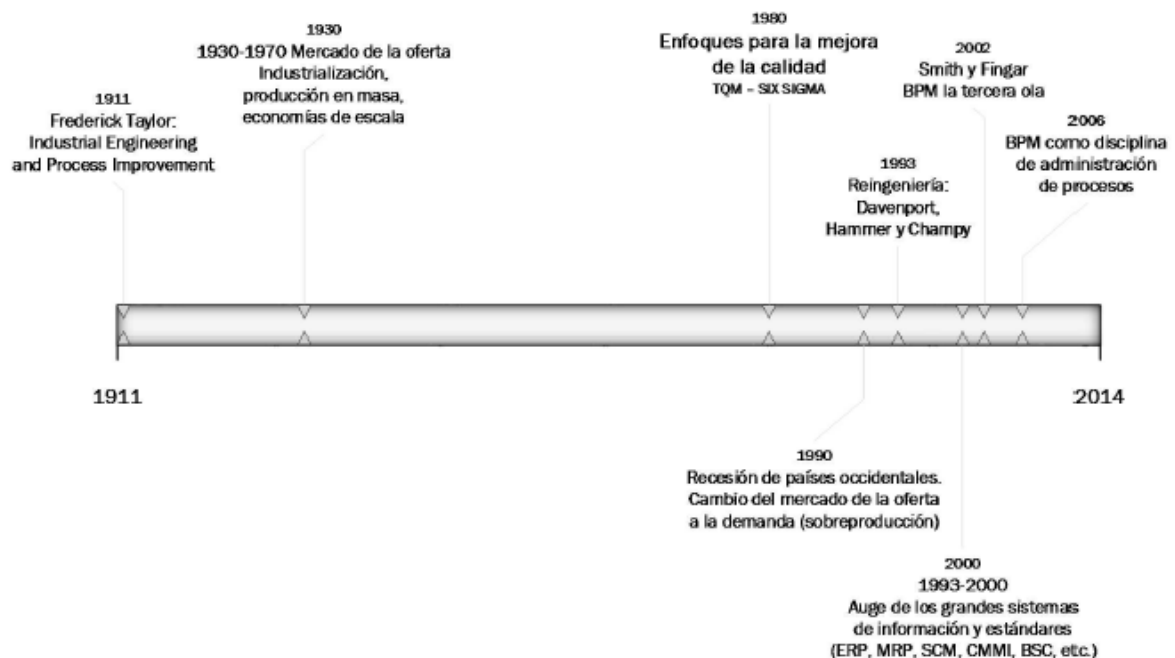 1911
Frederick Taylor:
Industrial Engineering
and Process Improvement
1930
1930-1970 Mercado de la oferta
Industrialización,
producción en masa,
economías de escala
1980
Enfoques para la mejora
de la calidad
TQM – SIX SIGMA
1993
Reingeniería:
Davenport,
Hammer y Champy
2002
Smith y Fingar
BPM la tercera ola
2006
BPM como disciplina
de administración
de procesos
1911
2014
1990
Recesión de países occidentales.
Cambio del mercado de la oferta
a la demanda (sobreproducción)
2000
1993-2000
Auge de los grandes sistemas
de información y estándares
(ERP, MRP, SCM, CMMI, BSC, etc.)